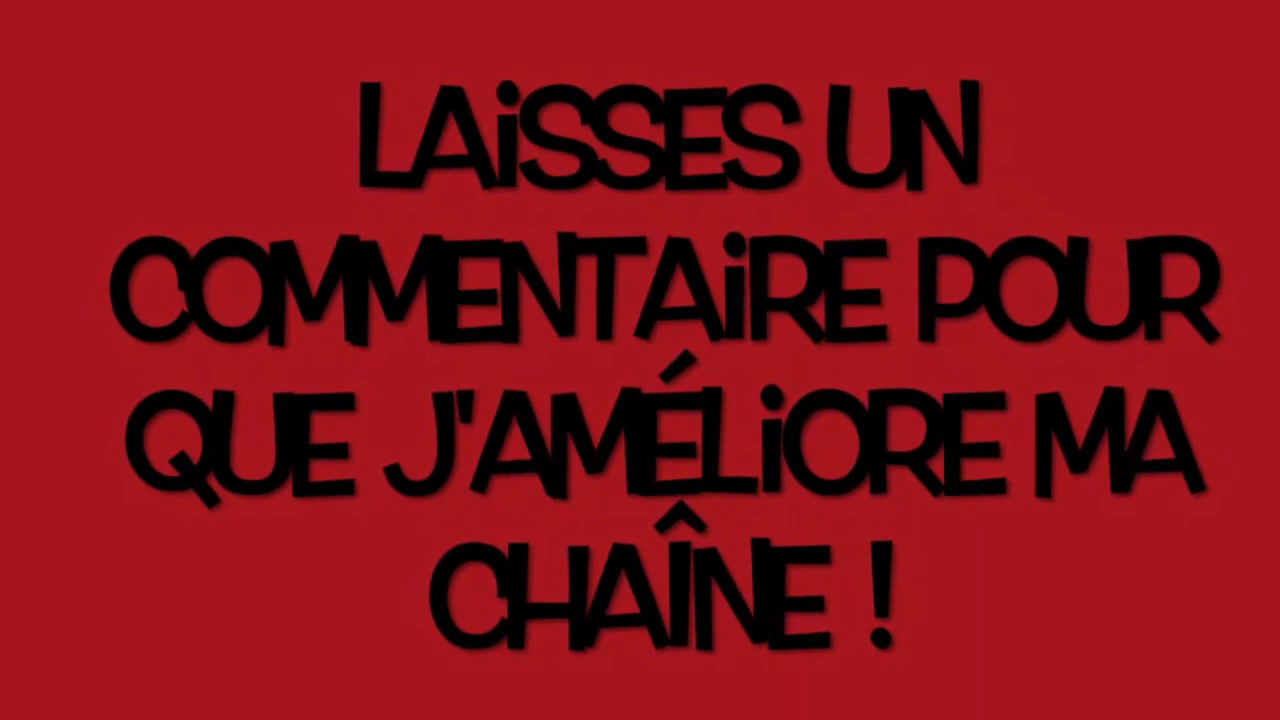 LAiSSES UN
COMMENTAiRE POUR
QUE J'AMÉLiORE MA
CHAÎNE !